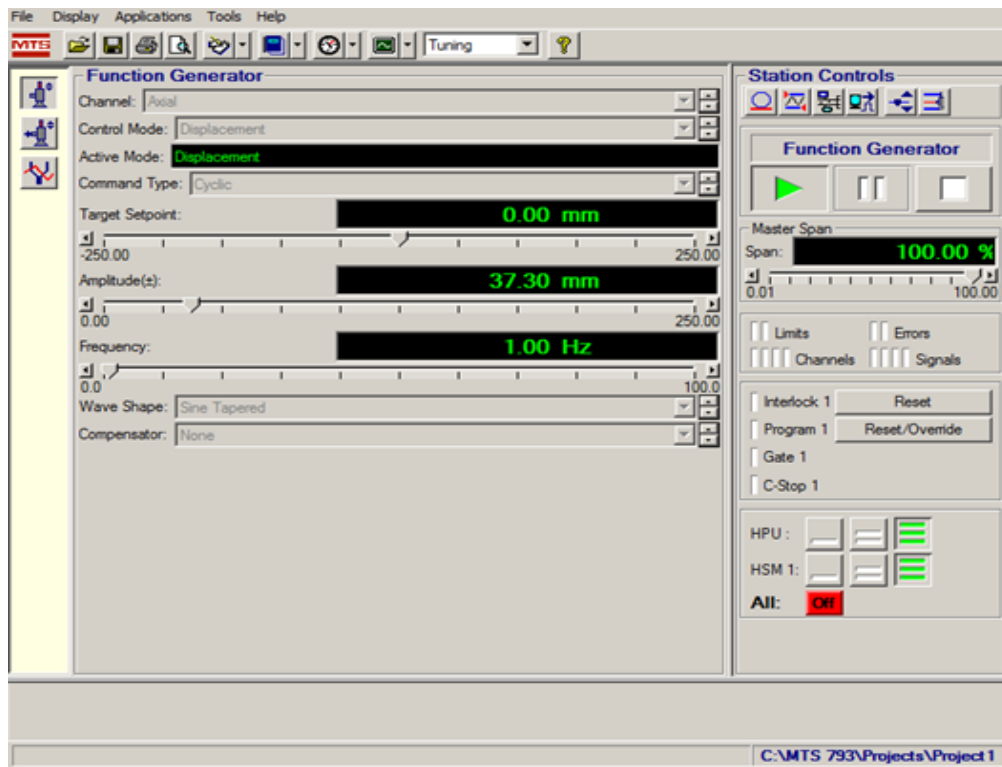 File Display Applications Tools Help
MTS Tuning
Function Generator
Channel: Axial
Control Mode: Displacement
Active Mode: Displacement
Command Type: Cyclic
Target Setpoint: 0.00 mm
-250.00 250.00
Amplitude(±): 37.30 mm
0.00 250.00
Frequency: 1.00 Hz
0.0 100.0
Wave Shape: Sine Tapered
Compensator: None
Station Controls
Function Generator
Master Span
Span: 100.00 %
0.01 100.00
Limits Errors
Channels Signals
Interlock 1 Reset
Program 1 Reset/Override
Gate 1
C-Stop 1
HPU :
HSM 1:
All: Off
C:\MTS 793\Projects\Project1